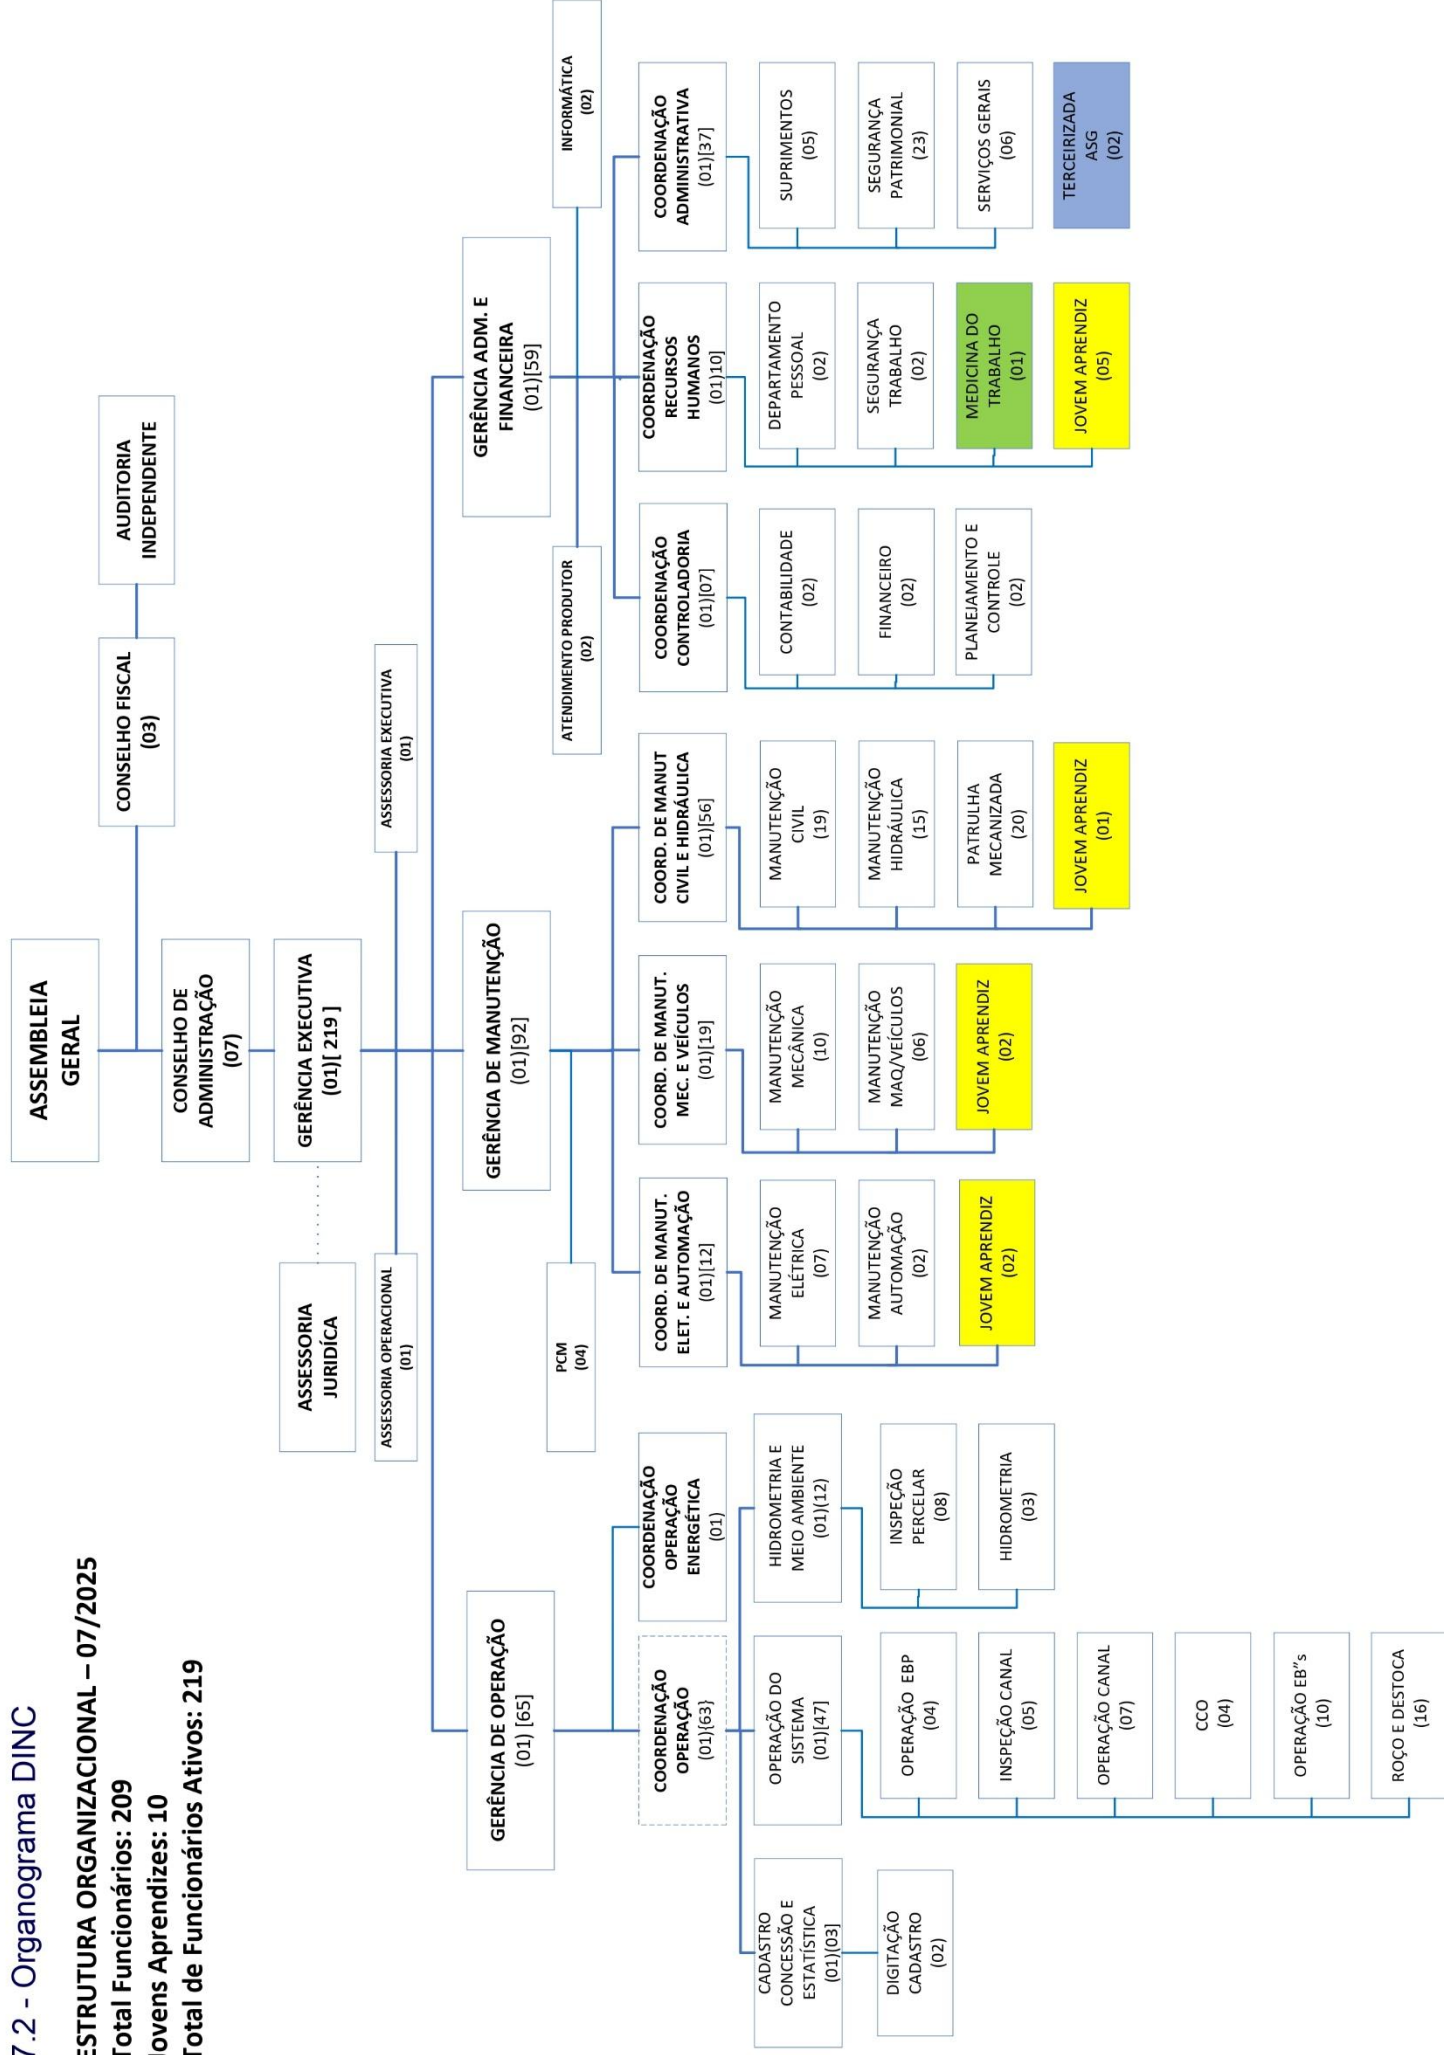 7.2 - Organograma DINC
ESTRUTURA ORGANIZACIONAL – 07/2025
Total Funcionários: 209
Jovens Aprendizes: 10
Total de Funcionários Ativos: 219
ASSEMBLEIA
GERAL
CONSELHO FISCAL
(03)
AUDITORIA
INDEPENDENTE
CONSELHO DE
ADMINISTRAÇÃO
(07)
GERÊNCIA EXECUTIVA
(01)[ 219 ]
ASSESSORIA
JURIDÍCA
ASSESSORIA OPERACIONAL
(01)
ASSESSORIA EXECUTIVA
(01)
GERÊNCIA DE OPERAÇÃO
(01) [65]
GERÊNCIA DE MANUTENÇÃO
(01)[92]
GERÊNCIA ADM. E
FINANCEIRA
(01)[59]
PCM
(04)
ATENDIMENTO PRODUTOR
(02)
INFORMÁTICA
(02)
COORDENAÇÃO
OPERAÇÃO
(01){63}
COORDENAÇÃO
OPERAÇÃO
ENERGÉTICA
(01)
COORD. DE MANUT.
ELET. E AUTOMAÇÃO
(01)[12]
COORD. DE MANUT.
MEC. E VEÍCULOS
(01)[19]
COORD. DE MANUT
CIVIL E HIDRÁULICA
(01)[56]
COORDENAÇÃO
CONTROLADORIA
(01)[07]
COORDENAÇÃO
RECURSOS
HUMANOS
(01)10]
COORDENAÇÃO
ADMINISTRATIVA
(01)[37]
CADASTRO
CONCESSÃO E
ESTATÍSTICA
(01)(03]
OPERAÇÃO DO
SISTEMA
(01)[47]
HIDROMETRIA E
MEIO AMBIENTE
(01)(12)
MANUTENÇÃO
ELÉTRICA
(07)
MANUTENÇÃO
MECÂNICA
(10)
MANUTENÇÃO
CIVIL
(19)
CONTABILIDADE
(02)
DEPARTAMENTO
PESSOAL
(02)
SUPRIMENTOS
(05)
DIGITAÇÃO
CADASTRO
(02)
OPERAÇÃO EBP
(04)
INSPEÇÃO
PERCELAR
(08)
MANUTENÇÃO
AUTOMAÇÃO
(02)
MANUTENÇÃO
MAQ/VEÍCULOS
(06)
MANUTENÇÃO
HIDRÁULICA
(15)
FINANCEIRO
(02)
SEGURANÇA
TRABALHO
(02)
SEGURANÇA
PATRIMONIAL
(23)
INSPEÇÃO CANAL
(05)
HIDROMETRIA
(03)
JOVEM APRENDIZ
(02)
JOVEM APRENDIZ
(02)
PATRULHA
MECANIZADA
(20)
PLANEJAMENTO E
CONTROLE
(02)
MEDICINA DO
TRABALHO
(01)
SERVIÇOS GERAIS
(06)
OPERAÇÃO CANAL
(07)
JOVEM APRENDIZ
(01)
JOVEM APRENDIZ
(05)
TERCEIRIZADA
ASG
(02)
CCO
(04)
OPERAÇÃO EB"s
(10)
ROÇO E DESTOCA
(16)